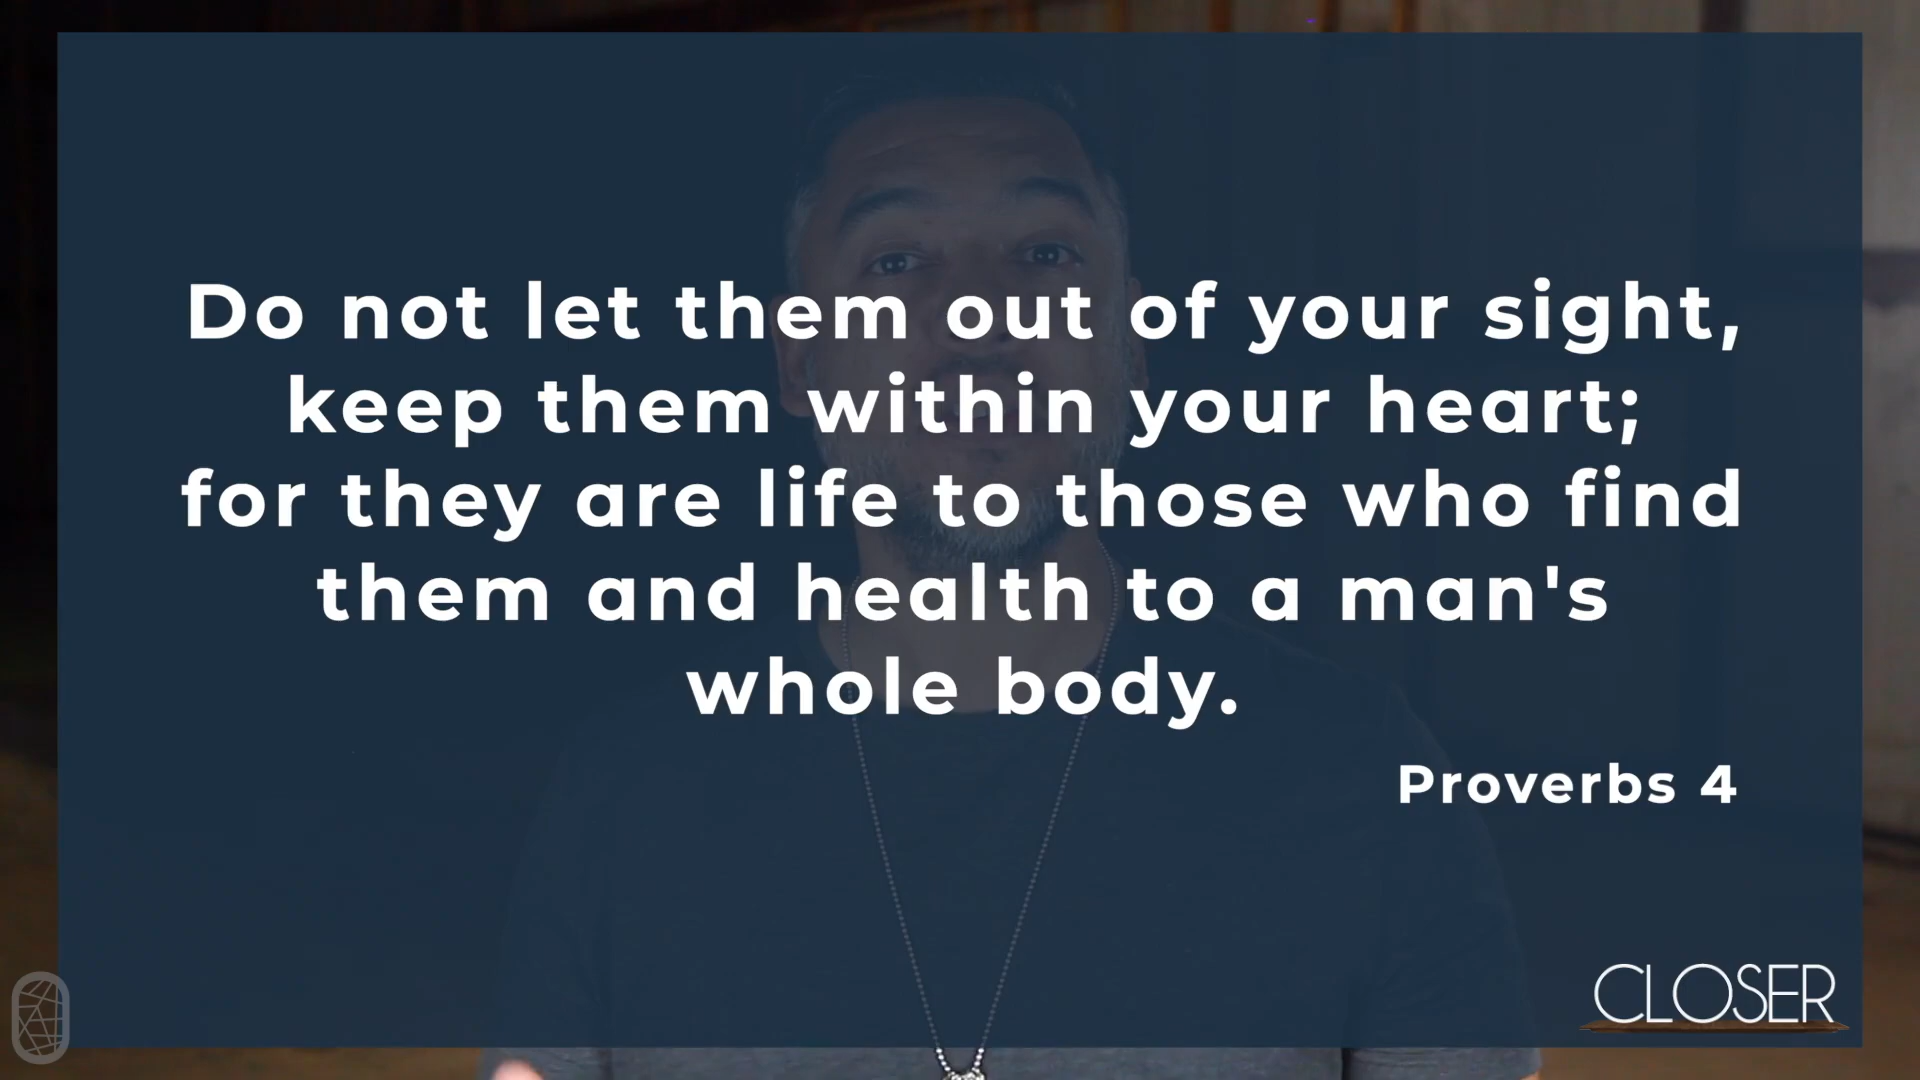 Do not let them out of your sight,
keep them within your heart;
for they are life to those who find
them and health to a man's
whole body.
Proverbs 4
CLOSER